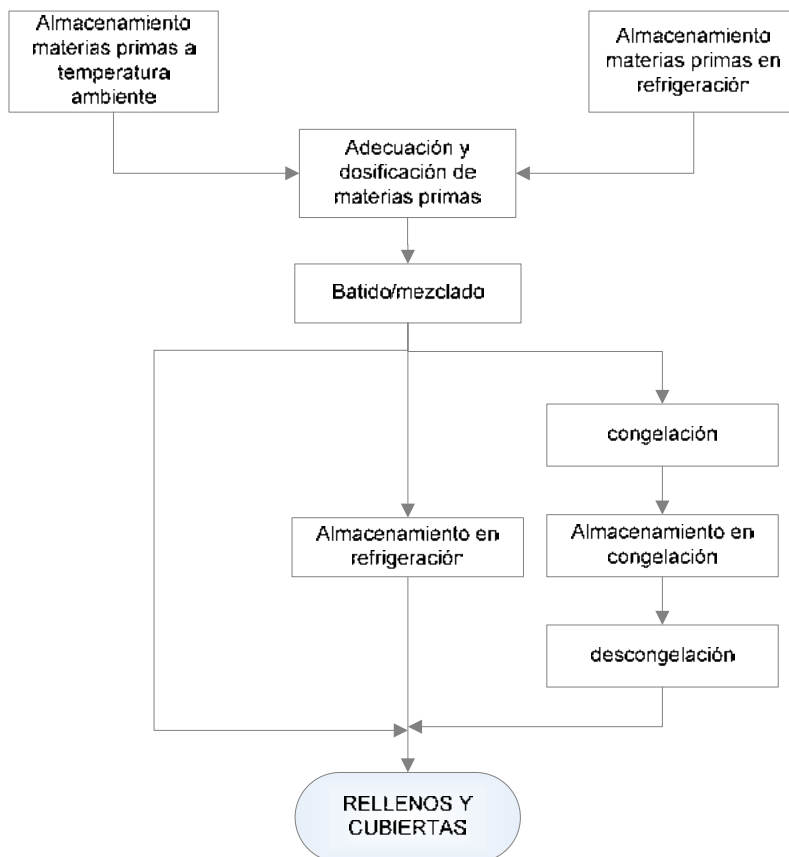 Almacenamiento
materias primas a
temperatura
ambiente
Almacenamiento
materias primas en
refrigeración
Adecuación y
dosificación de
materias primas
Batido/mezclado
congelación
Almacenamiento en
refrigeración
Almacenamiento en
congelación
descongelación
RELLENOS Y
CUBIERTAS